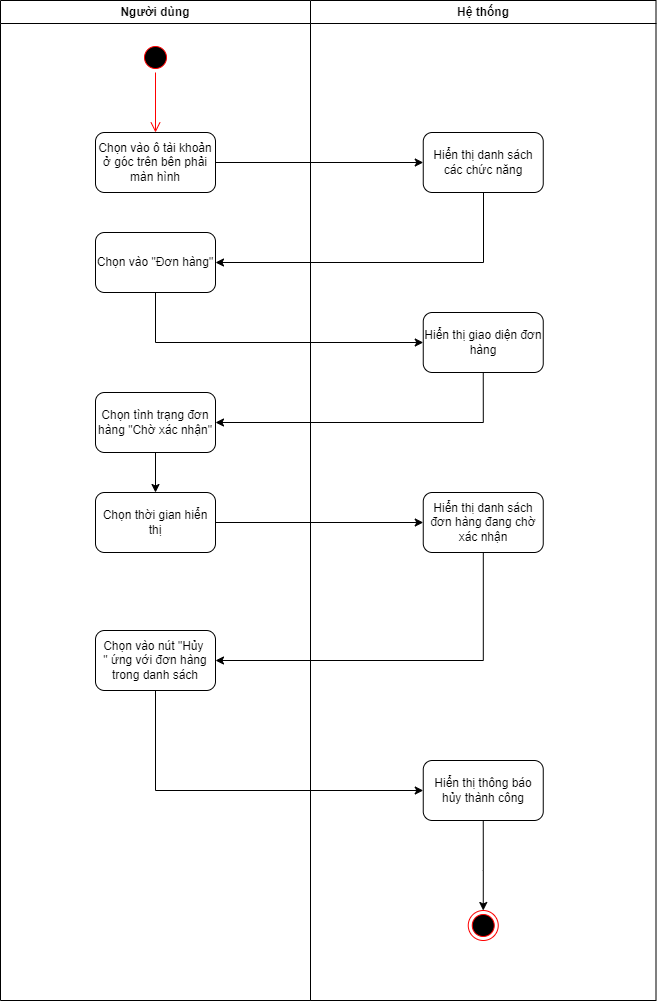 Người dùng
Hệ thống
Chọn vào ô tài khoản
ở góc trên bên phải
màn hình
Hiển thị danh sách
các chức năng
Chọn vào "Đơn hàng"
Hiển thị giao diện đơn
hàng
Chọn tình trạng đơn
hàng "Chờ xác nhận"
Chọn thời gian hiển
thị
Hiển thị danh sách
đơn hàng đang chờ
xác nhận
Chọn vào nút "Hủy
" ứng với đơn hàng
trong danh sách
Hiển thị thông báo
hủy thành công